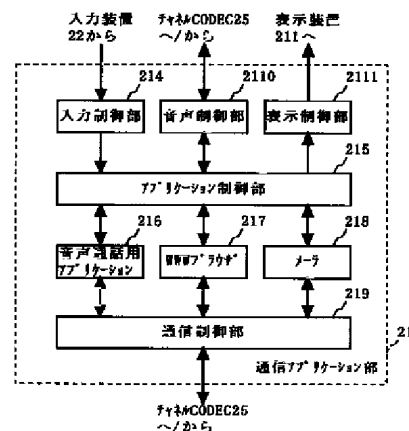 入力装置
22から
チャネルCODEC25
へ/から
表示装置
211へ
214
2110
2111
入力制御部
音声制御部
表示制御部
215
アプリケーション制御部
216
217
218
音声通話用
アプリケーション
WWWブラウザ
メーラ
219
通信制御部
21
通信アプリケーション部
チャネルCODEC25
へ/から